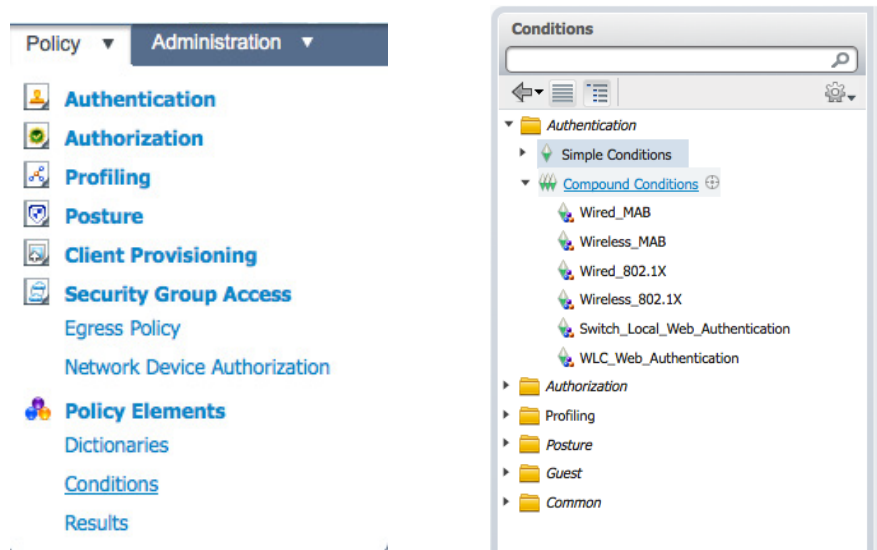 Policy ▼ Administration ▼
Authentication
Authorization
Profiling
Posture
Client Provisioning
Security Group Access
Egress Policy
Network Device Authorization
Policy Elements
Dictionaries
Conditions
Results
Conditions
Authentication
Simple Conditions
Compound Conditions
Wired_MAB
Wireless_MAB
Wired_802.1X
Wireless_802.1X
Switch_Local_Web_Authentication
WLC_Web_Authentication
Authorization
Profiling
Posture
Guest
Common